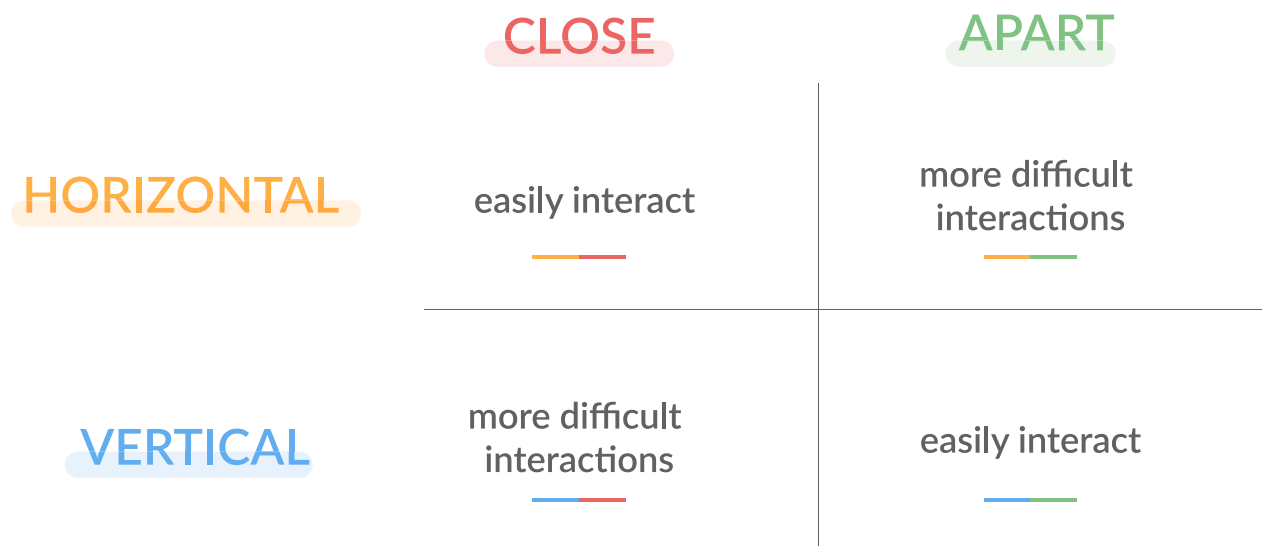 CLOSE
APART
HORIZONTAL
easily interact
more difficult
interactions
VERTICAL
more difficult
interactions
easily interact